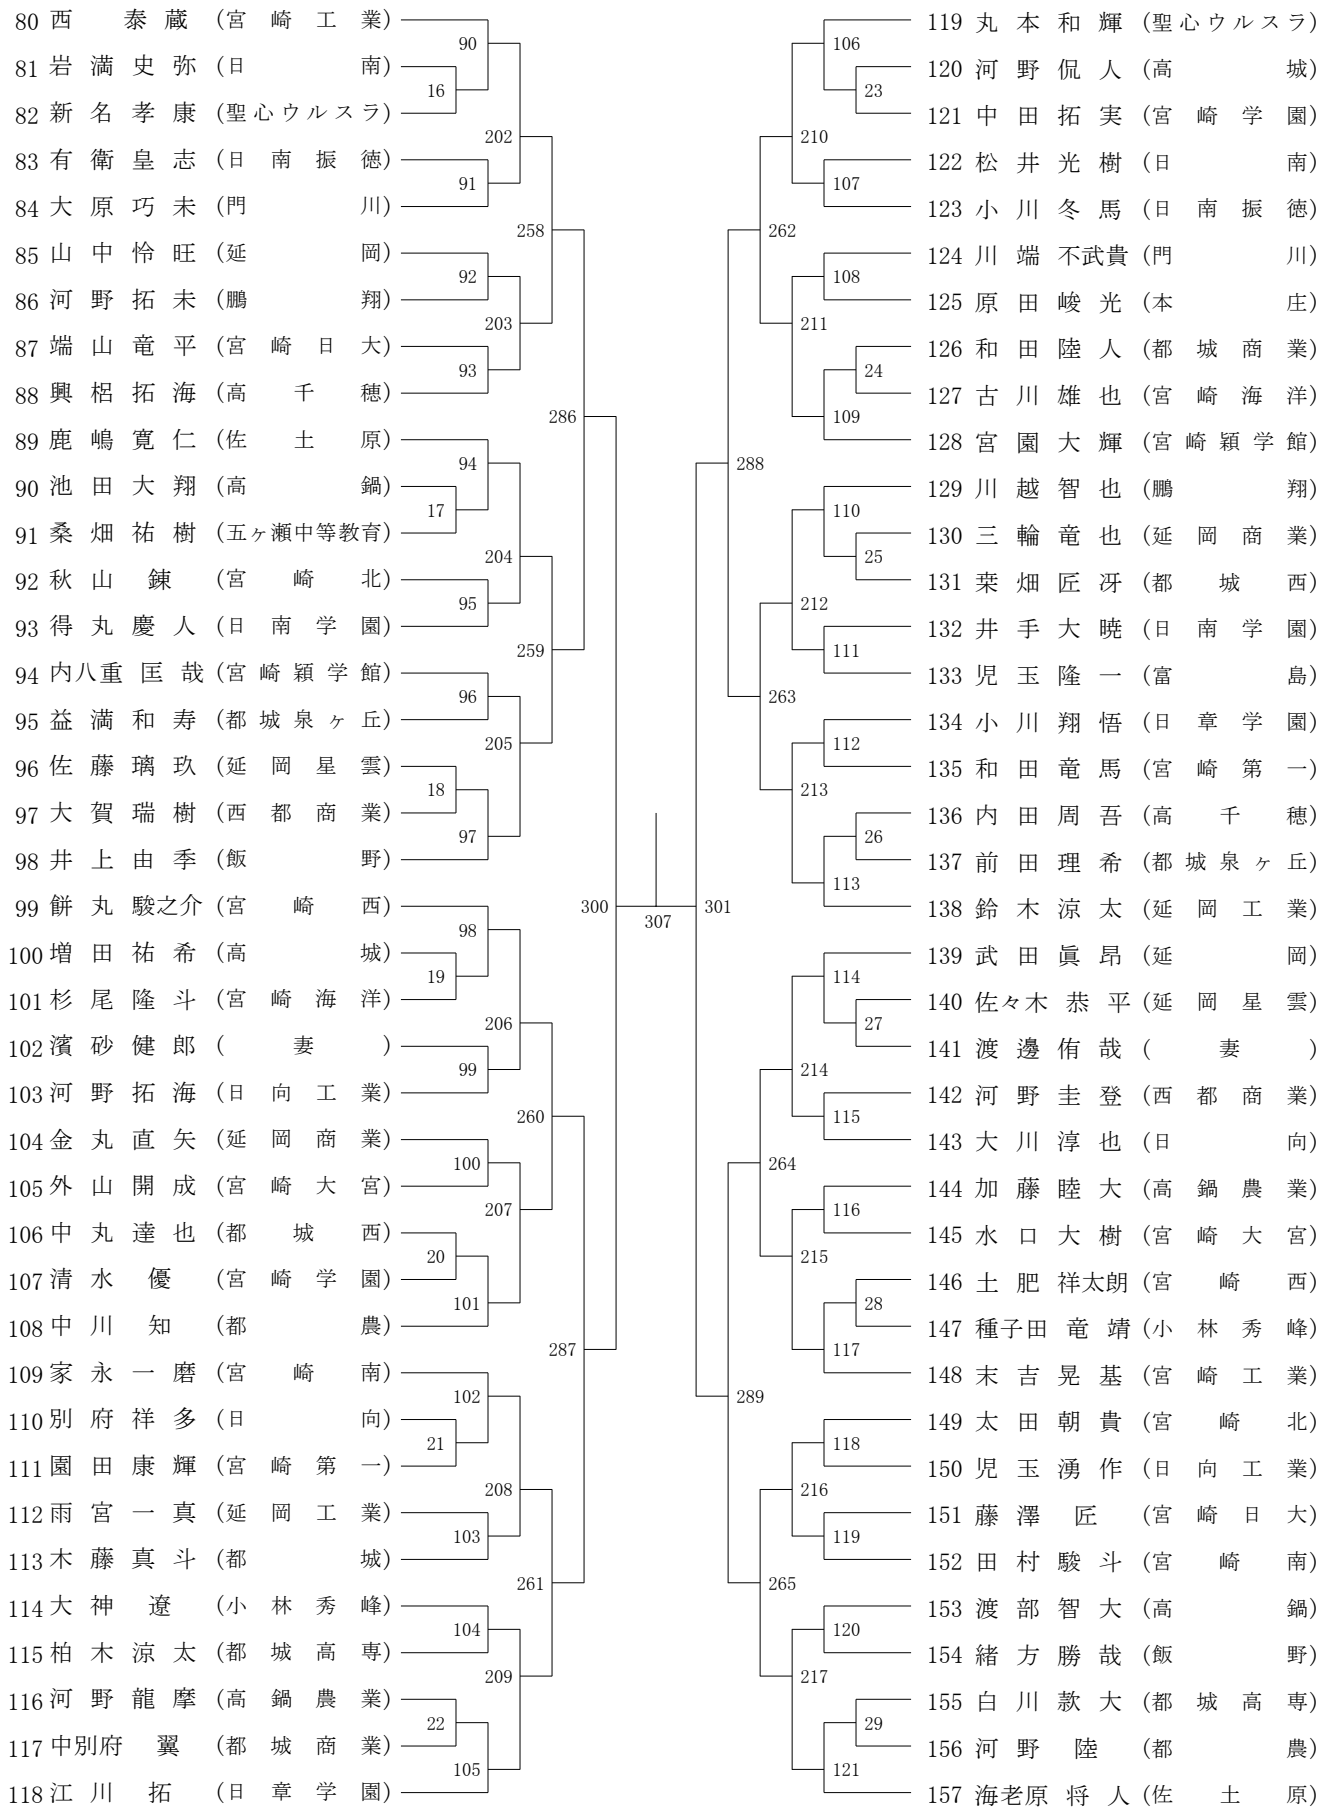 80 西 泰 蔵 (宮 崎 工 業)
81 岩 満 史 弥 (日 南)
82 新 名 孝 康 (聖心ウルスラ)
83 有 衛 皇 志 (日 南 振 徳)
84 大 原 巧 未 (門 川)
85 山 中 怜 旺 (延 岡)
86 河 野 拓 未 (鵬 翔)
87 端 山 竜 平 (宮 崎 日 大)
88 興 梠 拓 海 (高 千 穂)
89 鹿 嶋 寛 仁 (佐 土 原)
90 池 田 大 翔 (高 鍋)
91 桑 畑 祐 樹 (五ヶ瀬中等教育)
92 秋 山 錬 (宮 崎 北)
93 得 丸 慶 人 (日 南 学 園)
94 内八重 匡 哉 (宮 崎 穎 学 館)
95 益 満 和 寿 (都 城 泉 ヶ 丘)
96 佐 藤 璃 玖 (延 岡 星 雲)
97 大 賀 瑞 樹 (西 都 商 業)
98 井 上 由 季 (飯 野)
99 餅 丸 駿之介 (宮 崎 西)
100 増 田 祐 希 (高 城)
101 杉 尾 隆 斗 (宮 崎 海 洋)
102 濱 砂 健 郎 ( 妻 )
103 河 野 拓 海 (日 向 工 業)
104 金 丸 直 矢 (延 岡 商 業)
105 外 山 開 成 (宮 崎 大 宮)
106 中 丸 達 也 (都 城 西)
107 清 水 優 (宮 崎 学 園)
108 中 川 知 (都 農)
109 家 永 一 磨 (宮 崎 南)
110 別 府 祥 多 (日 向)
111 園 田 康 輝 (宮 崎 第 一)
112 雨 宮 一 真 (延 岡 工 業)
113 木 藤 真 斗 (都 城)
114 大 神 遼 (小 林 秀 峰)
115 柏 木 涼 太 (都 城 高 専)
116 河 野 龍 摩 (高 鍋 農 業)
117 中別府 翼 (都 城 商 業)
118 江 川 拓 (日 章 学 園)
90
16
202
91
258
92
203
93
286
94
17
204
95
259
96
205
18
97
300
98
19
206
99
260
100
207
20
101
287
102
21
208
103
261
104
209
22
105
307
301
106
23
210
107
262
108
211
24
109
288
110
25
212
111
263
112
213
26
113
114
27
214
115
264
116
215
28
117
289
118
216
119
265
120
217
29
121
119 丸 本 和 輝 (聖心ウルスラ)
120 河 野 侃 人 (高 城)
121 中 田 拓 実 (宮 崎 学 園)
122 松 井 光 樹 (日 南)
123 小 川 冬 馬 (日 南 振 徳)
124 川 端 不武貴 (門 川)
125 原 田 峻 光 (本 庄)
126 和 田 陸 人 (都 城 商 業)
127 古 川 雄 也 (宮 崎 海 洋)
128 宮 園 大 輝 (宮 崎 穎 学 館)
129 川 越 智 也 (鵬 翔)
130 三 輪 竜 也 (延 岡 商 業)
131 栞 畑 匠 冴 (都 城 西)
132 井 手 大 暁 (日 南 学 園)
133 児 玉 隆 一 (富 島)
134 小 川 翔 悟 (日 章 学 園)
135 和 田 竜 馬 (宮 崎 第 一)
136 内 田 周 吾 (高 千 穂)
137 前 田 理 希 (都 城 泉 ヶ 丘)
138 鈴 木 涼 太 (延 岡 工 業)
139 武 田 眞 昂 (延 岡)
140 佐々木 恭 平 (延 岡 星 雲)
141 渡 邊 侑 哉 ( 妻 )
142 河 野 圭 登 (西 都 商 業)
143 大 川 淳 也 (日 向)
144 加 藤 睦 大 (高 鍋 農 業)
145 水 口 大 樹 (宮 崎 大 宮)
146 土 肥 祥太朗 (宮 崎 西)
147 種子田 竜 靖 (小 林 秀 峰)
148 末 吉 晃 基 (宮 崎 工 業)
149 太 田 朝 貴 (宮 崎 北)
150 児 玉 湧 作 (日 向 工 業)
151 藤 澤 匠 (宮 崎 日 大)
152 田 村 駿 斗 (宮 崎 南)
153 渡 部 智 大 (高 鍋)
154 緒 方 勝 哉 (飯 野)
155 白 川 欵 大 (都 城 高 専)
156 河 野 陸 (都 農)
157 海老原 将 人 (佐 土 原)